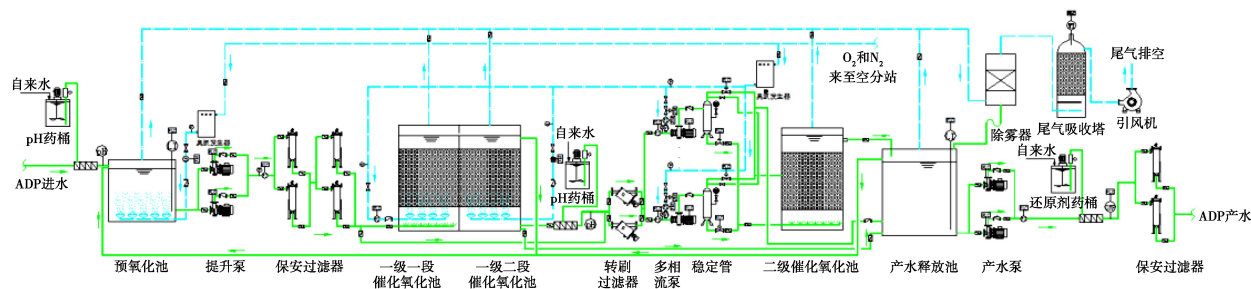 自来水
pH药桶
ADP进水
O₂和N₂
来至空分站
自来水
pH药桶
除雾器
尾气吸收塔
尾气排空
引风机
自来水
还原剂药桶
ADP产水
预氧化池
提升泵
保安过滤器
一级一段
催化氧化池
一级二段
催化氧化池
转刷
过滤器
多相
流泵
稳定管
二级催化氧化池
产水释放池
产水泵
保安过滤器